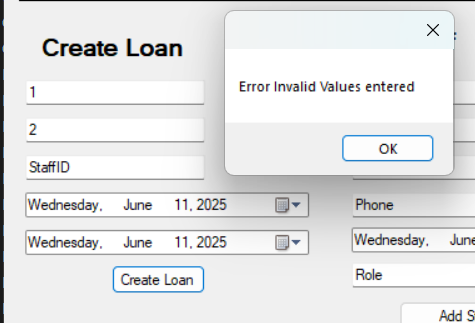 Create Loan
1
2
StaffID
Wednesday, June 11, 2025
Wednesday, June 11, 2025
Create Loan
Error Invalid Values entered
OK
Phone
Wednesday, June
Role
Add S